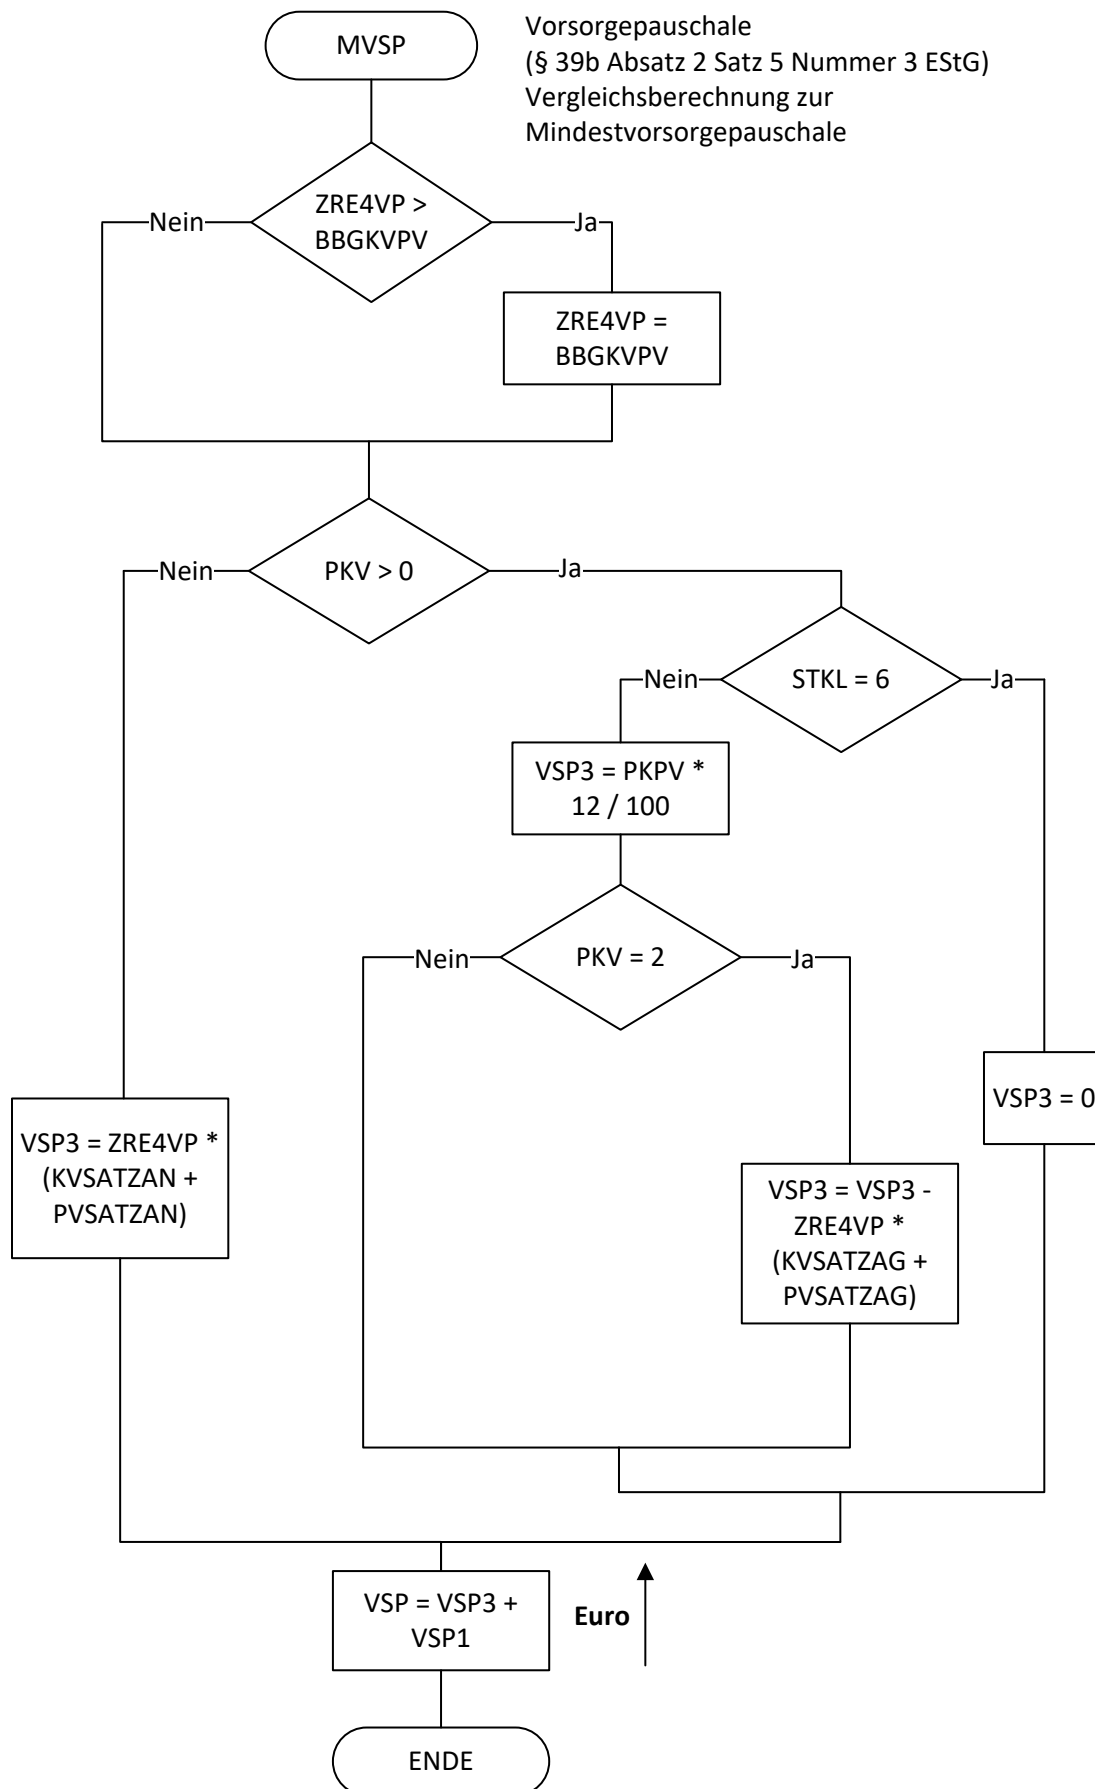 MVSP
Vorsorgepauschale
(§ 39b Absatz 2 Satz 5 Nummer 3 EStG)
Vergleichsberechnung zur
Mindestvorsorgepauschale
ZRE4VP >
BBGKVPV
Nein
Ja
ZRE4VP =
BBGKVPV
PKV > 0
Nein
Ja
STKL = 6
Nein
Ja
VSP3 = PKPV *
12 / 100
PKV = 2
Nein
Ja
VSP3 = 0
VSP3 = ZRE4VP *
(KVSATZAN +
PVSATZAN)
VSP3 = VSP3 -
ZRE4VP *
(KVSATZAG +
PVSATZAG)
VSP = VSP3 +
VSP1
Euro
ENDE